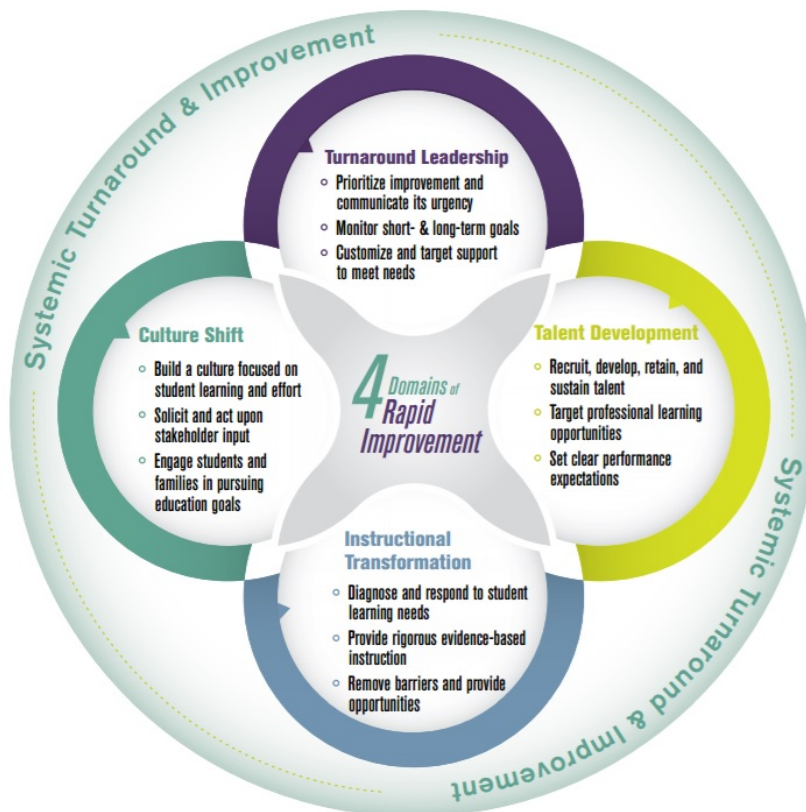 Systemic Turnaround & Improvement
Turnaround Leadership
Prioritize improvement and
communicate its urgency
Monitor short- & long-term goals
Customize and target support
to meet needs
Culture Shift
Build a culture focused on
student learning and effort
Solicit and act upon
stakeholder input
Engage students and
families in pursuing
education goals
4 Domains of
Rapid
Improvement
Talent Development
Recruit, develop, retain, and
sustain talent
Target professional learning
opportunities
Set clear performance
expectations
Instructional
Transformation
Diagnose and respond to student
learning needs
Provide rigorous evidence-based
instruction
Remove barriers and provide
opportunities
Systemic Turnaround & Improvement